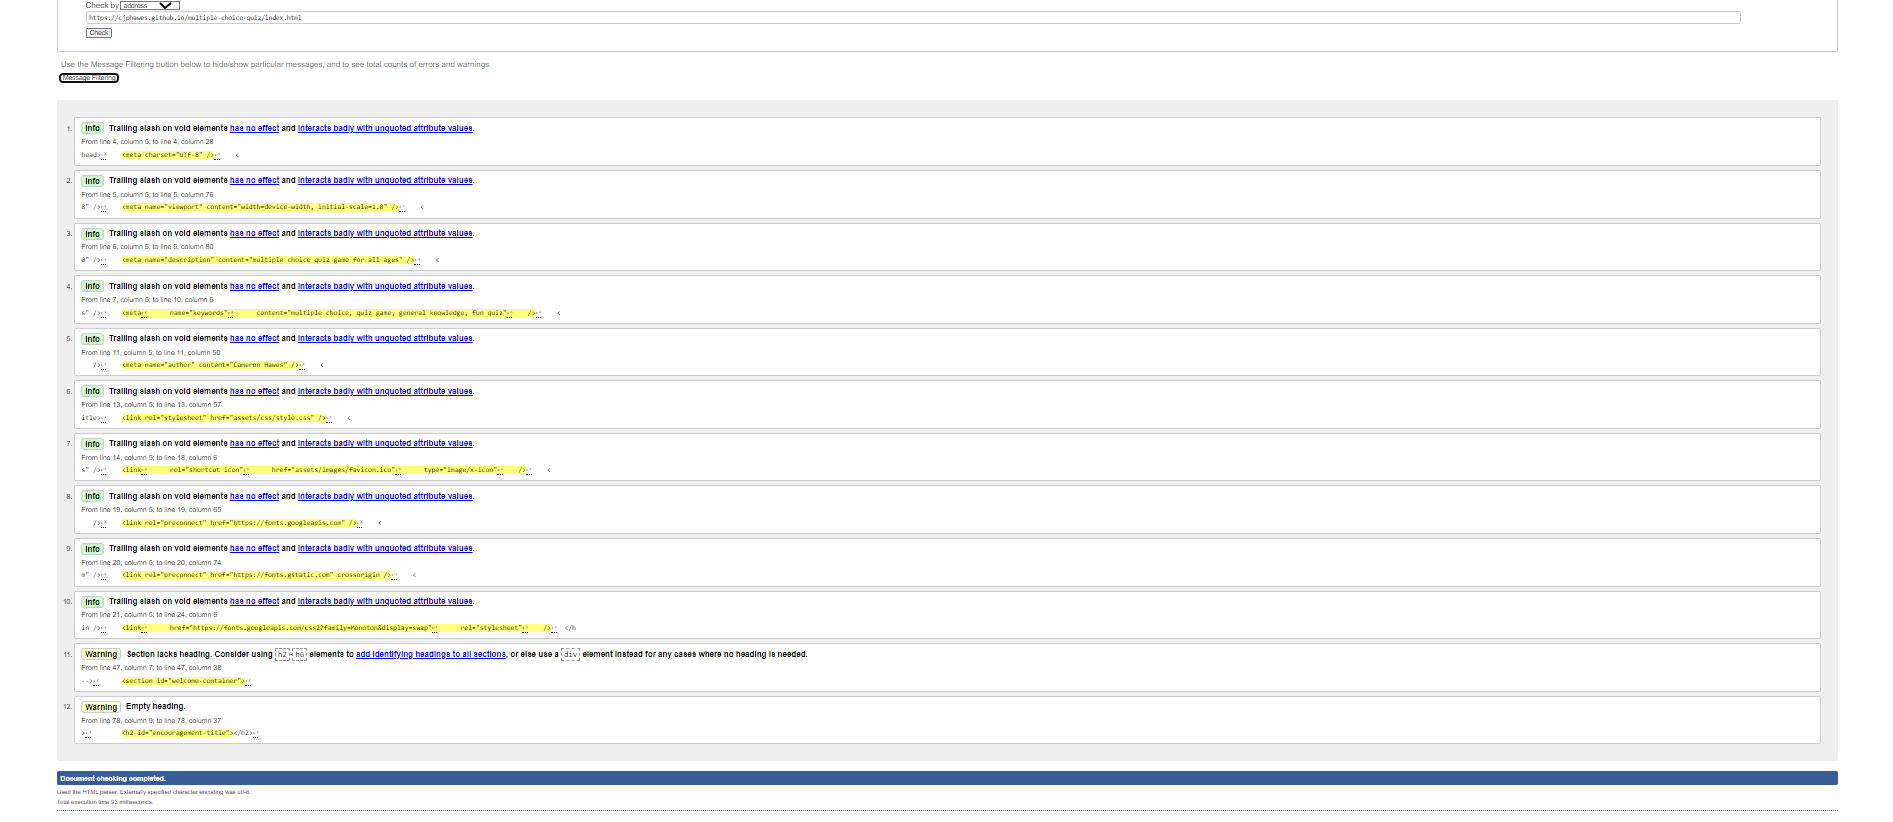 Check by address
https://cjphawes.github.io/multiple-choice-quiz/index.html
Check
Use the Message Filtering button below to hide/show particular messages, and to see total counts of errors and warnings.
Message Filtering
1. Info Trailing slash on void elements has no effect and interacts badly with unquoted attribute values.
From line 4, column 5; to line 4, column 28
head>↩ <meta charset="UTF-8" />↩ <
2. Info Trailing slash on void elements has no effect and interacts badly with unquoted attribute values.
From line 5, column 5; to line 5, column 76
8" />↩ <meta name="viewport" content="width=device-width, initial-scale=1.0" />↩ <
3. Info Trailing slash on void elements has no effect and interacts badly with unquoted attribute values.
From line 6, column 5; to line 6, column 80
0" />↩ <meta name="description" content="multiple choice quiz game for all ages" />↩ <
4. Info Trailing slash on void elements has no effect and interacts badly with unquoted attribute values.
From line 7, column 5; to line 10, column 6
s" />↩ <meta↩ name="keywords"↩ content="multiple choice, quiz game, general knowledge, fun quiz"↩ />↩ <
5. Info Trailing slash on void elements has no effect and interacts badly with unquoted attribute values.
From line 11, column 5; to line 11, column 50
/>↩ <meta name="author" content="Cameron Hawes" />↩ <
6. Info Trailing slash on void elements has no effect and interacts badly with unquoted attribute values.
From line 13, column 5; to line 13, column 57
itle>↩ <link rel="stylesheet" href="assets/css/style.css" />↩ <
7. Info Trailing slash on void elements has no effect and interacts badly with unquoted attribute values.
From line 14, column 5; to line 18, column 6
s" />↩ <link↩ rel="shortcut icon"↩ href="assets/images/favicon.ico"↩ type="image/x-icon"↩ />↩ <
8. Info Trailing slash on void elements has no effect and interacts badly with unquoted attribute values.
From line 19, column 5; to line 19, column 65
/>↩ <link rel="preconnect" href="https://fonts.googleapis.com" />↩ <
9. Info Trailing slash on void elements has no effect and interacts badly with unquoted attribute values.
From line 20, column 5; to line 20, column 74
m" />↩ <link rel="preconnect" href="https://fonts.gstatic.com" crossorigin />↩ <
10. Info Trailing slash on void elements has no effect and interacts badly with unquoted attribute values.
From line 21, column 5; to line 24, column 6
in />↩ <link↩ href="https://fonts.googleapis.com/css2?family=Monoton&display=swap"↩ rel="stylesheet"↩ />↩ </h
11. Warning Section lacks heading. Consider using h2-h6 elements to add identifying headings to all sections, or else use a div element instead for any cases where no heading is needed.
From line 47, column 7; to line 47, column 38
-->↩ <section id="welcome-container">↩
12. Warning Empty heading.
From line 78, column 9; to line 78, column 37
>↩ <h2 id="encouragement-title"></h2>↩
Document checking completed.
Used the HTML parser. Externally specified character encoding was utf-8.
Total execution time 93 milliseconds.